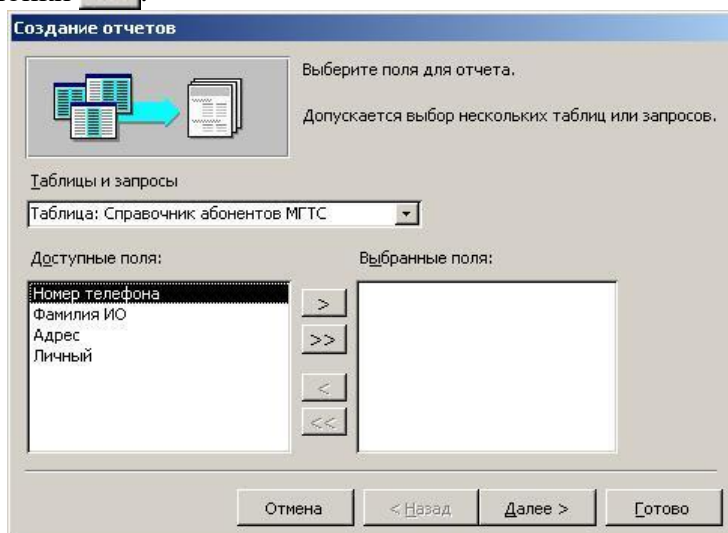 Создание отчетов
Выберите поля для отчета.
Допускается выбор нескольких таблиц или запросов.
Таблицы и запросы
Таблица: Справочник абонентов МГТС
Доступные поля:
Выбранные поля:
Номер телефона
Фамилия ИО
Адрес
Личный
>
>>
<
<<
Отмена
< Назад
Далее >
Готово